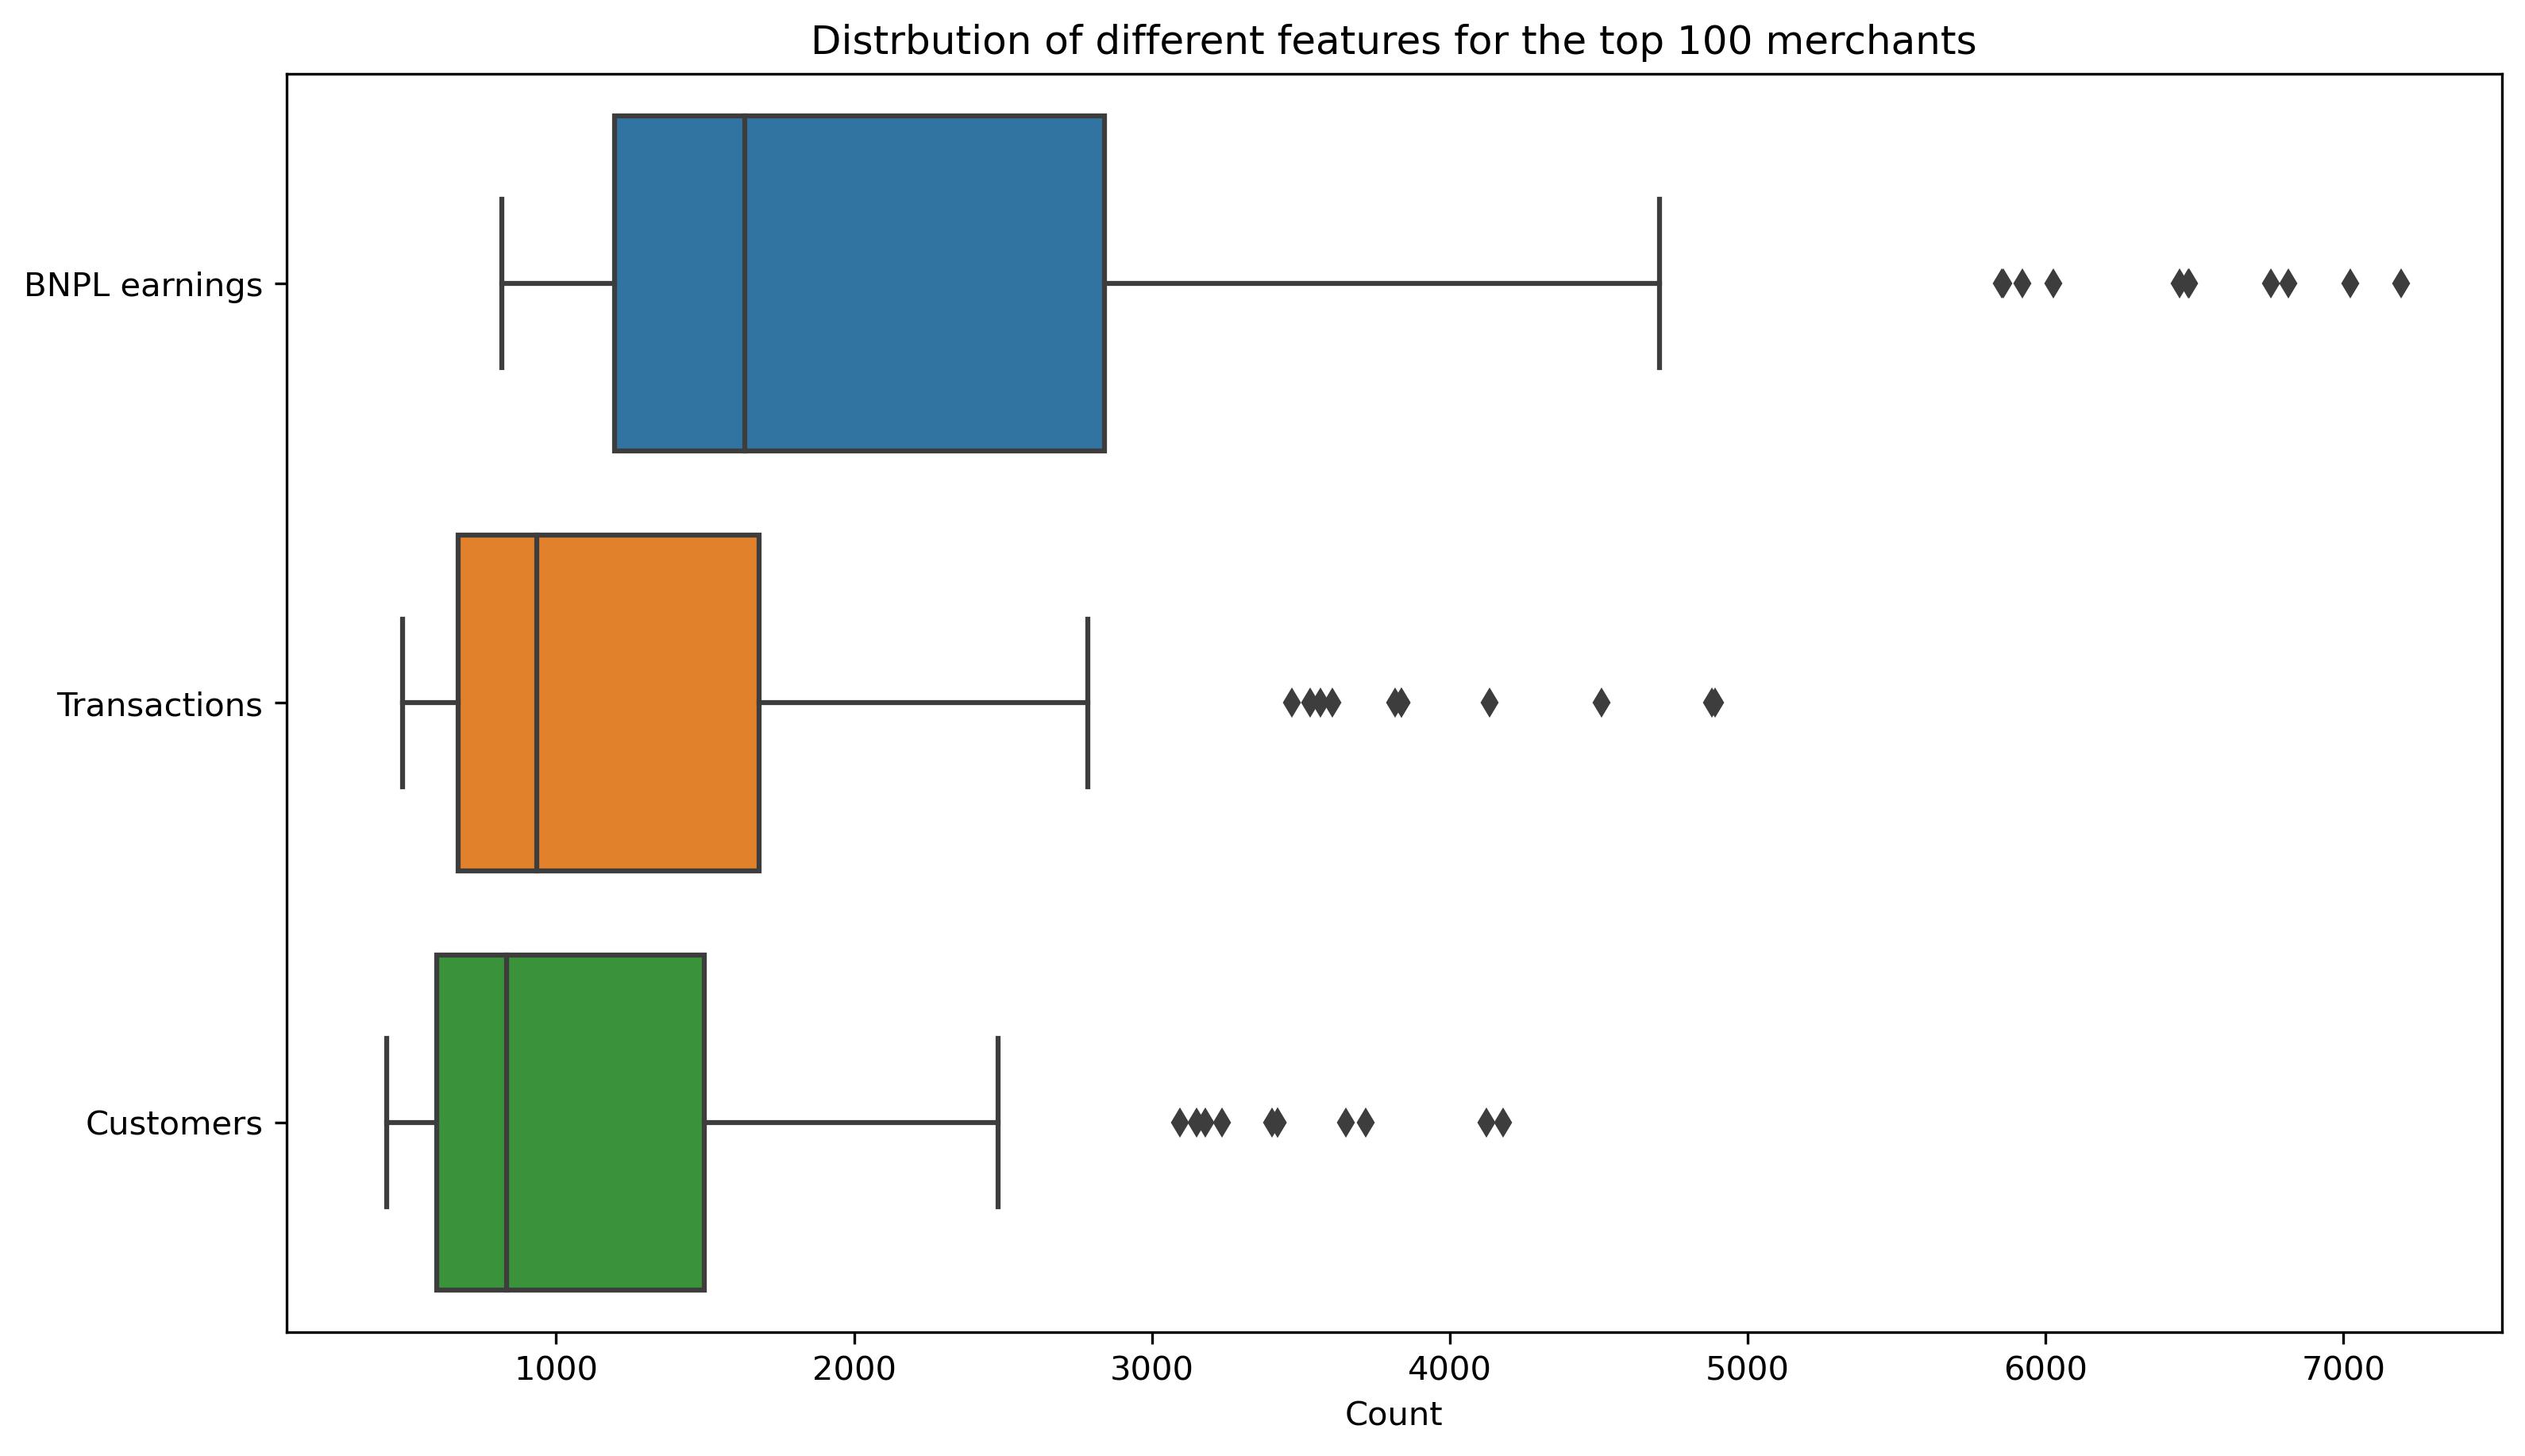 Distrbution of different features for the top 100 merchants
BNPL earnings
Transactions
Customers
1000 2000 3000 4000 5000 6000 7000
Count